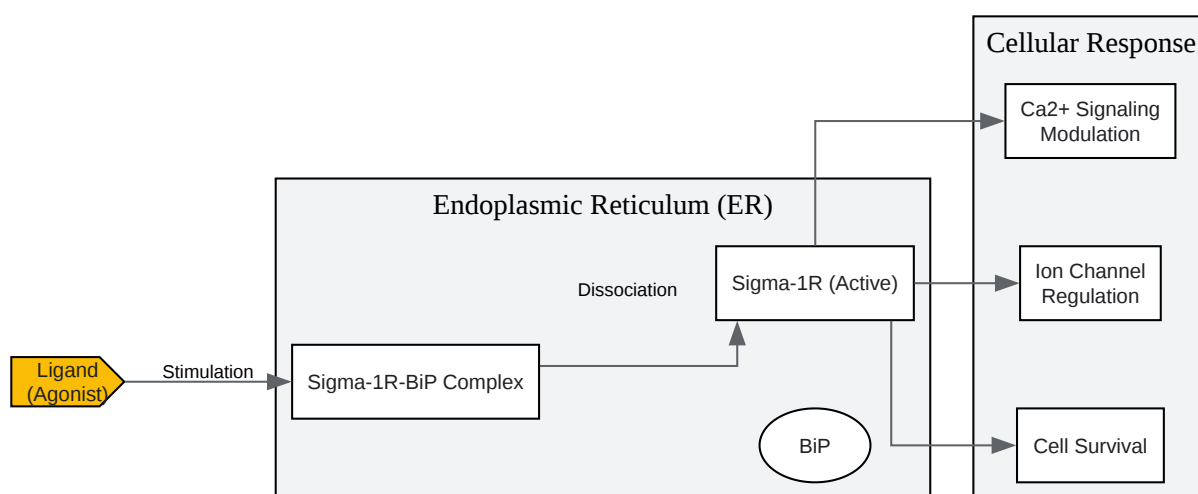 Cellular Response
Ca2+ Signaling
Modulation
Endoplasmic Reticulum (ER)
Dissociation
Sigma-1R (Active)
Ion Channel
Regulation
Ligand
(Agonist)
Stimulation
Sigma-1R-BiP Complex
BiP
Cell Survival